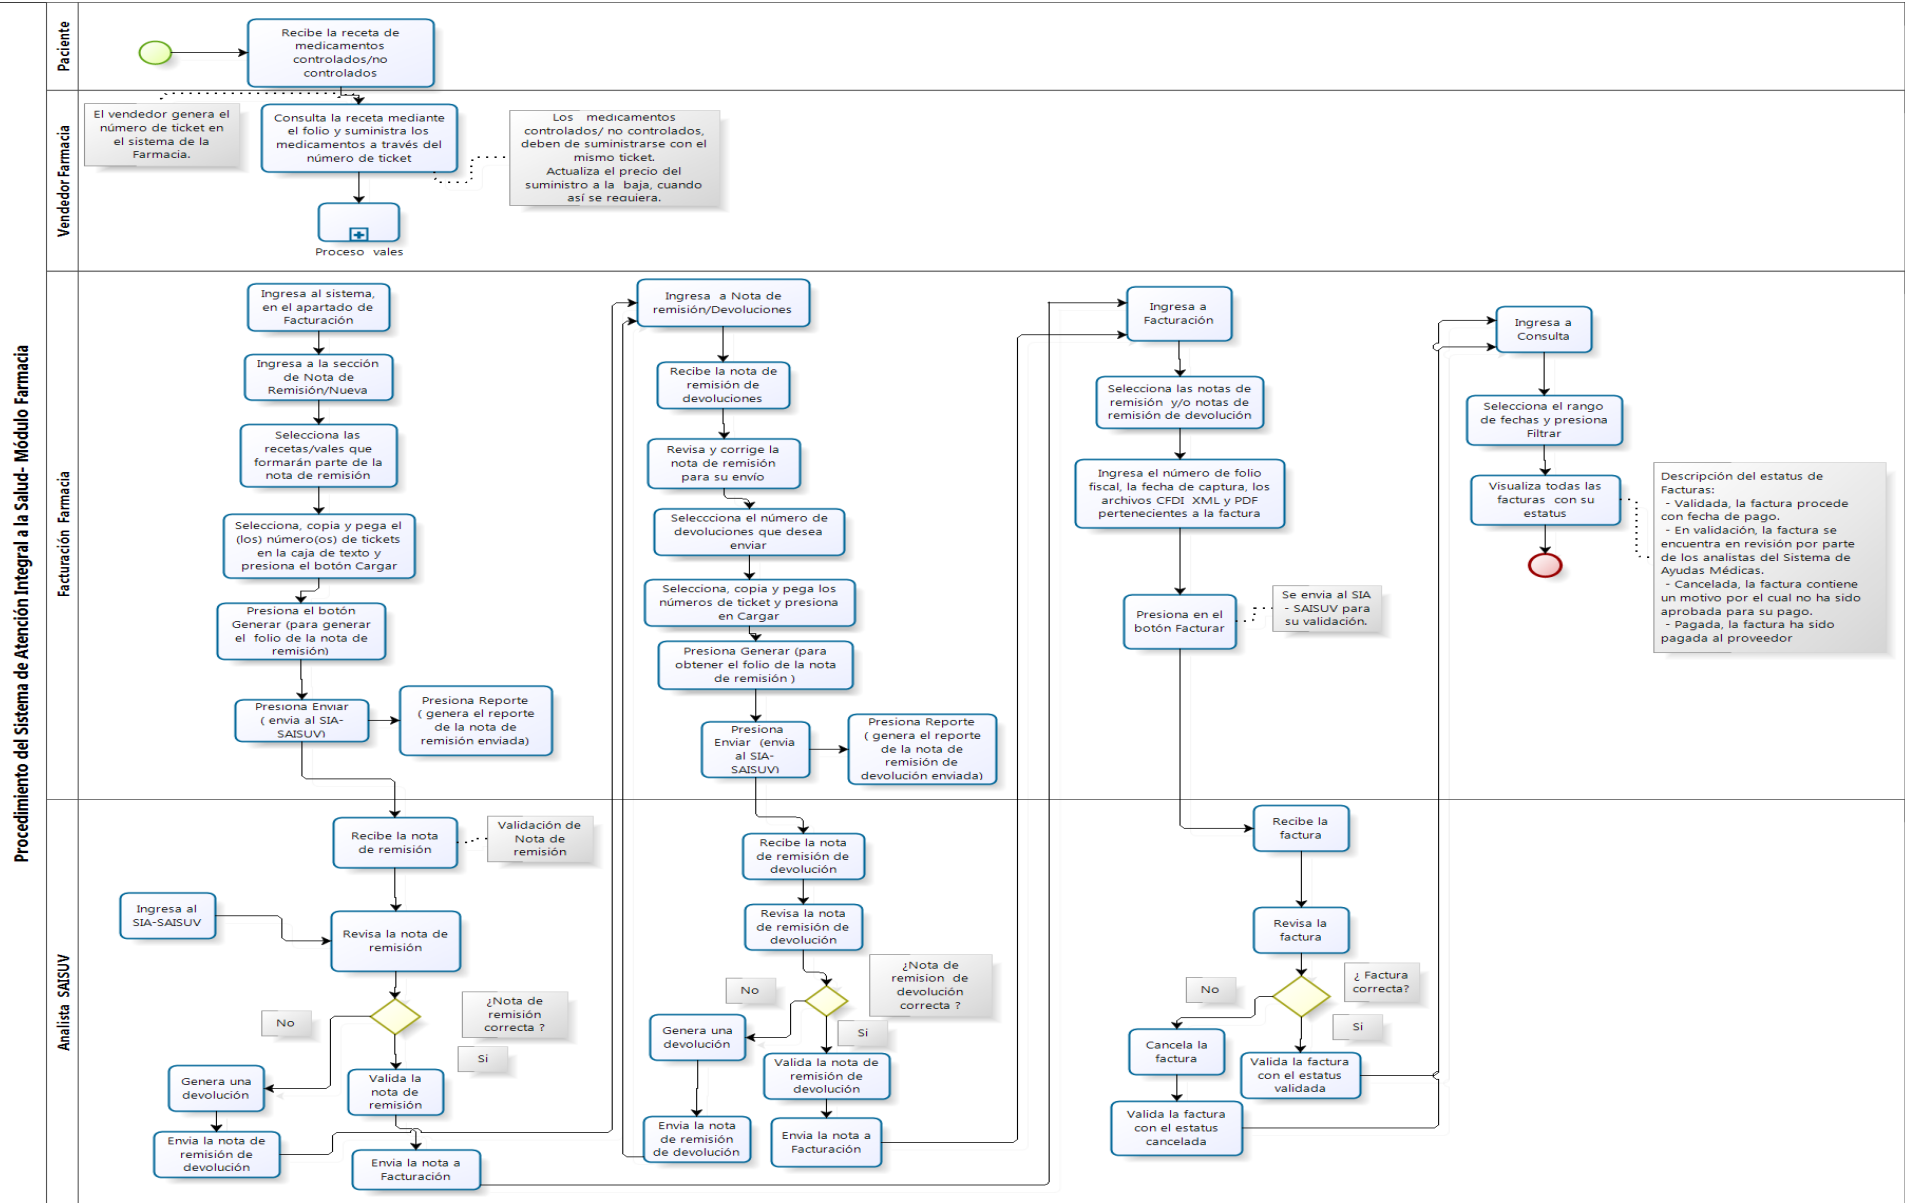 Procedimiento del Sistema de Atención Integral a la Salud- Módulo Farmacia
Paciente
Recibe la receta de
medicamentos
controlados/no
controlados
Vendedor Farmacia
El vendedor genera el
número de ticket en
el sistema de la
Farmacia.
Consulta la receta mediante
el folio y suministra los
medicamentos a través del
número de ticket
Los medicamentos
controlados/ no controlados,
deben de suministrarse con el
mismo ticket.
Actualiza el precio del
suministro a la baja, cuando
así se requiera.
Proceso vales
Facturación Farmacia
Ingresa al sistema,
en el apartado de
Facturación
Ingresa a la sección
de Nota de
Remisión/Nueva
Selecciona las
recetas/vales que
formarán parte de la
nota de remisión
Selecciona, copia y pega el
(los) número(os) de tickets
en la caja de texto y
presiona el botón Cargar
Presiona el botón
Generar (para generar
el folio de la nota de
remisión)
Presiona Enviar
( envia al SIA-
SAISUV)
Presiona Reporte
( genera el reporte
de la nota de
remisión enviada)
Ingresa a Nota de
remisión/Devoluciones
Recibe la nota de
remisión de
devoluciones
Revisa y corrige la
nota de remisión
para su envío
Seleccciona el número de
devoluciones que desea
enviar
Selecciona, copia y pega los
números de ticket y presiona
en Cargar
Presiona Generar (para
obtener el folio de la nota
de remisión )
Presiona
Enviar (envia
al SIA-
SAISUV)
Presiona Reporte
( genera el reporte
de la nota de
remisión de
devolución enviada)
Ingresa a
Facturación
Selecciona las notas de
remisión y/o notas de
remisión de devolución
Ingresa el número de folio
fiscal, la fecha de captura, los
archivos CFDI XML y PDF
pertenecientes a la factura
Presiona en el
botón Facturar
Se envia al SIA
- SAISUV para
su validación.
Ingresa a
Consulta
Selecciona el rango
de fechas y presiona
Filtrar
Visualiza todas las
facturas con su
estatus
Descripción del estatus de
Facturas:
- Validada, la factura procede
con fecha de pago.
- En validación, la factura se
encuentra en revisión por parte
de los analistas del Sistema de
Ayudas Médicas.
- Cancelada, la factura contiene
un motivo por el cual no ha sido
aprobada para su pago.
- Pagada, la factura ha sido
pagada al proveedor
Analista SAISUV
Recibe la nota
de remisión
Validación de
Nota de
remisión
Ingresa al
SIA-SAISUV
Revisa la nota de
remisión
¿Nota de
remisión
correcta ?
No
Si
Genera una
devolución
Valida la
nota de
remisión
Envia la nota de
remisión de
devolución
Envia la nota a
Facturación
Recibe la nota
de remisión de
devolución
Revisa la nota
de remisión de
devolución
¿Nota de
remision de
devolución
correcta ?
No
Si
Genera una
devolución
Valida la nota de
remisión de
devolución
Envia la nota
de remisión
de devolución
Envia la nota a
Facturación
Recibe la
factura
Revisa la
factura
¿ Factura
correcta?
No
Si
Cancela la
factura
Valida la factura
con el estatus
validada
Valida la factura
con el estatus
cancelada